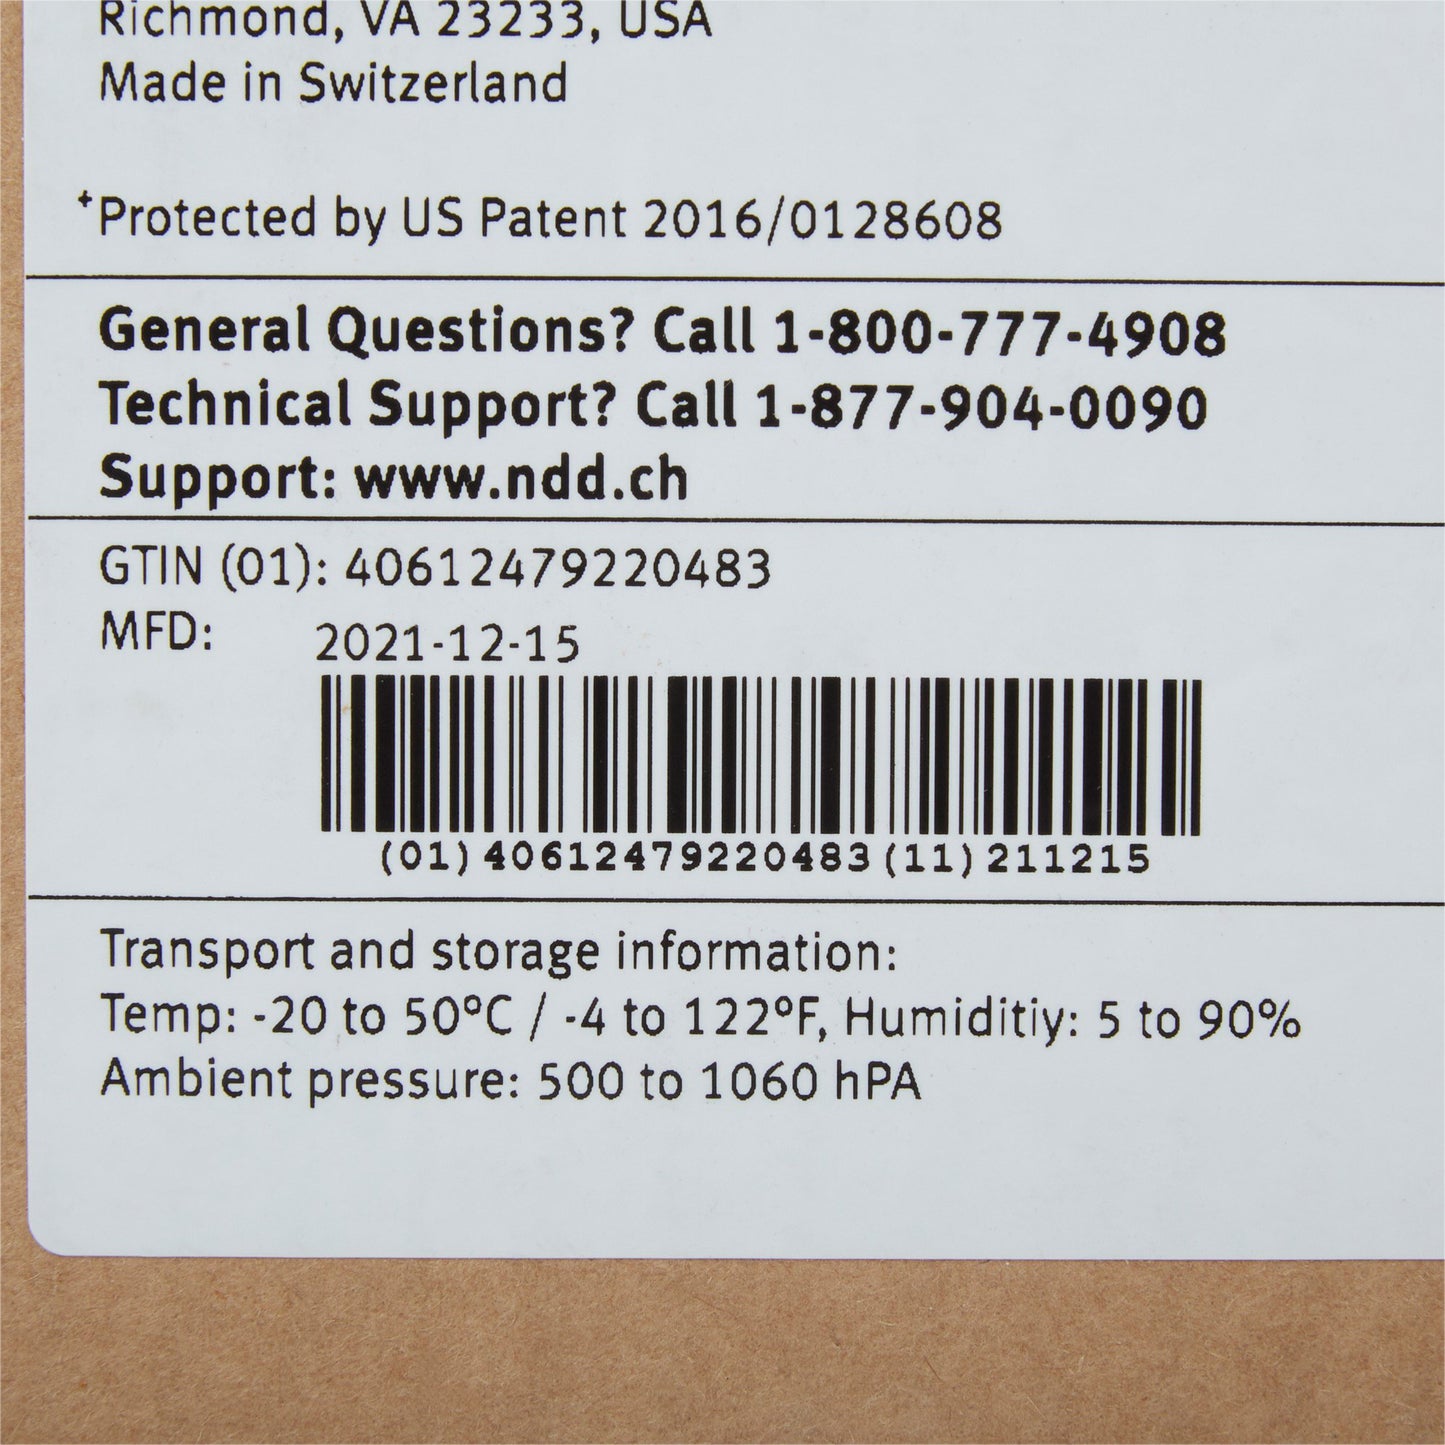 Richmond, VA 23233, USA
Made in Switzerland
+Protected by US Patent 2016/0128608
General Questions? Call 1-800-777-4908
Technical Support? Call 1-877-904-0090
Support: www.ndd.ch
GTIN (01): 40612479220483
MFD: 2021-12-15
(01) 40612479220483 (11) 211215
Transport and storage information:
Temp: -20 to 50°C / -4 to 122°F, Humiditiy: 5 to 90%
Ambient pressure: 500 to 1060 hPA